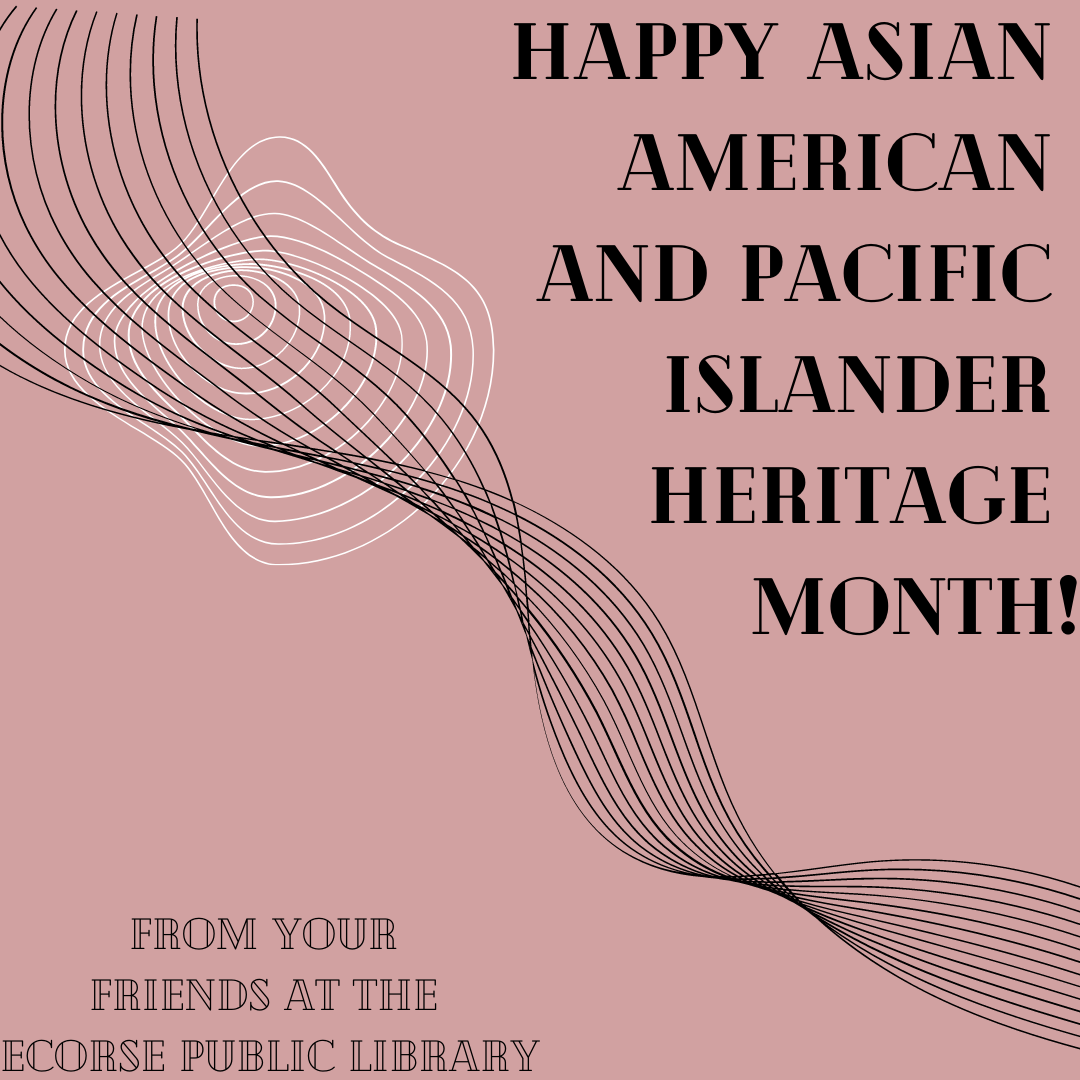 HAPPY ASIAN
AMERICAN
AND PACIFIC
ISLANDER
HERITAGE
MONTH!
FROM YOUR
FRIENDS AT THE
ECORSE PUBLIC LIBRARY